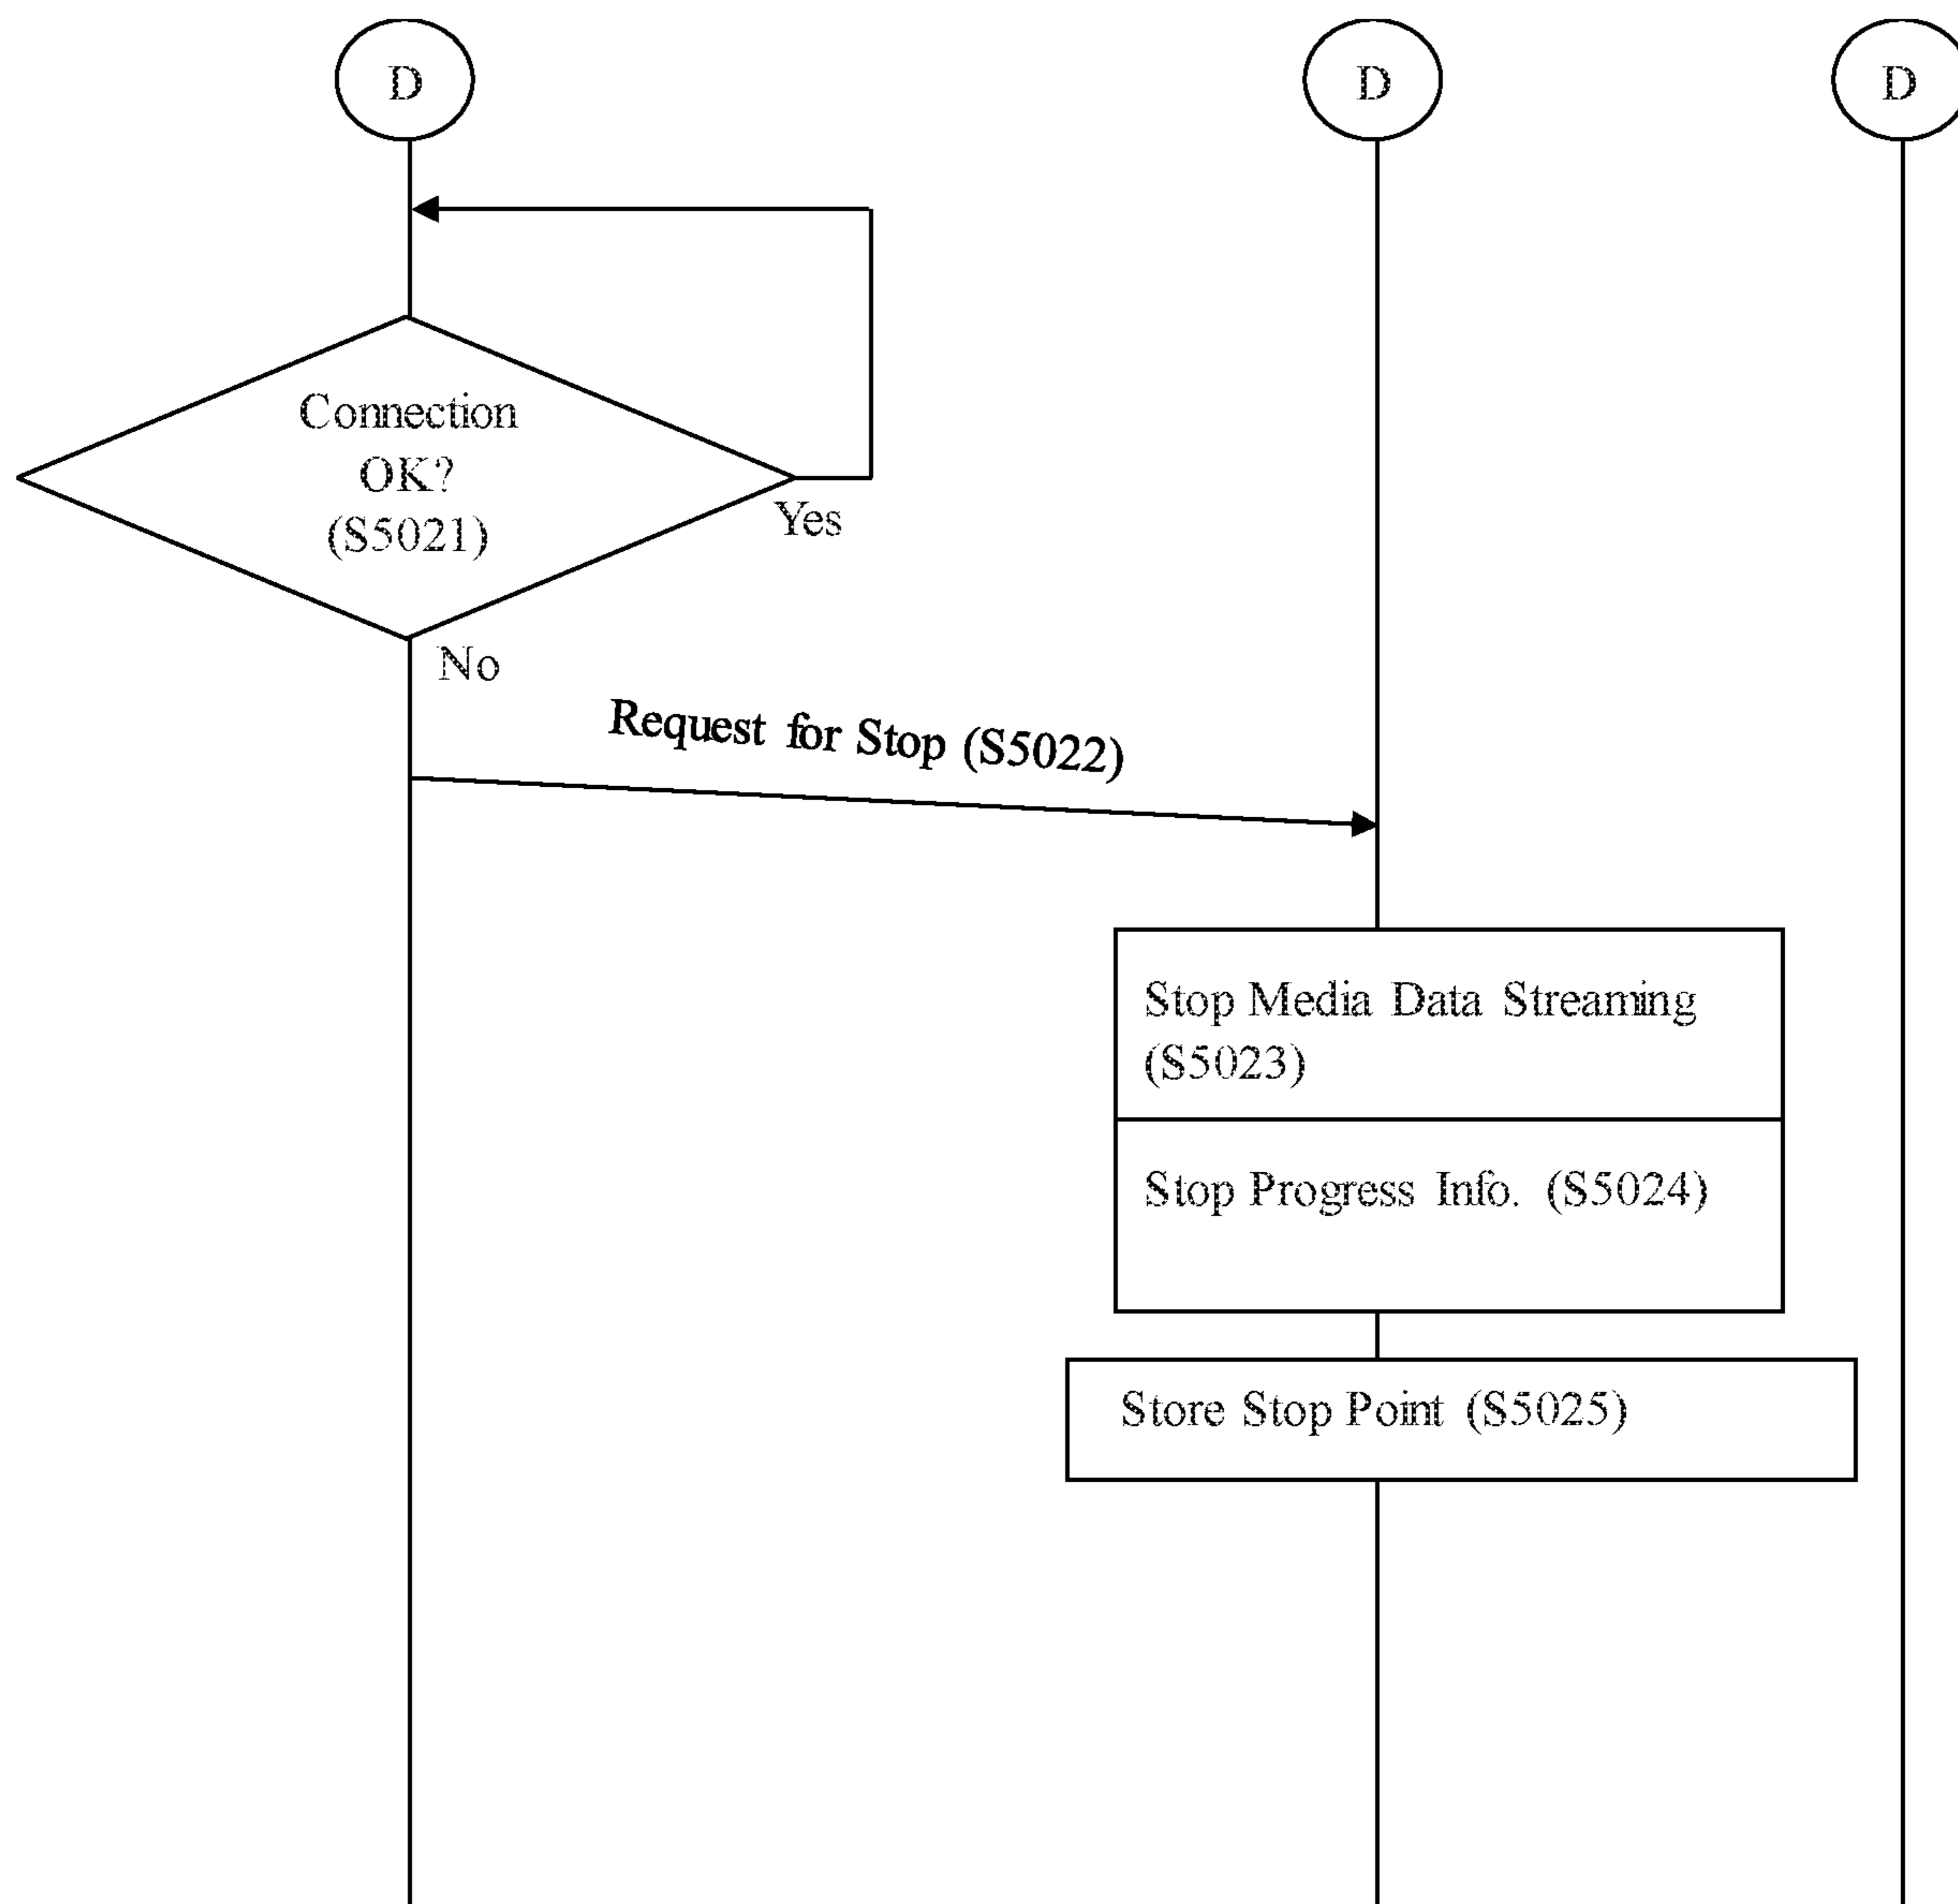 D
D
D
Connection
OK?
(S5021)
Yes
No
Request for Stop (S5022)
Stop Media Data Streaming
(S5023)
Stop Progress Info. (S5024)
Store Stop Point (S5025)